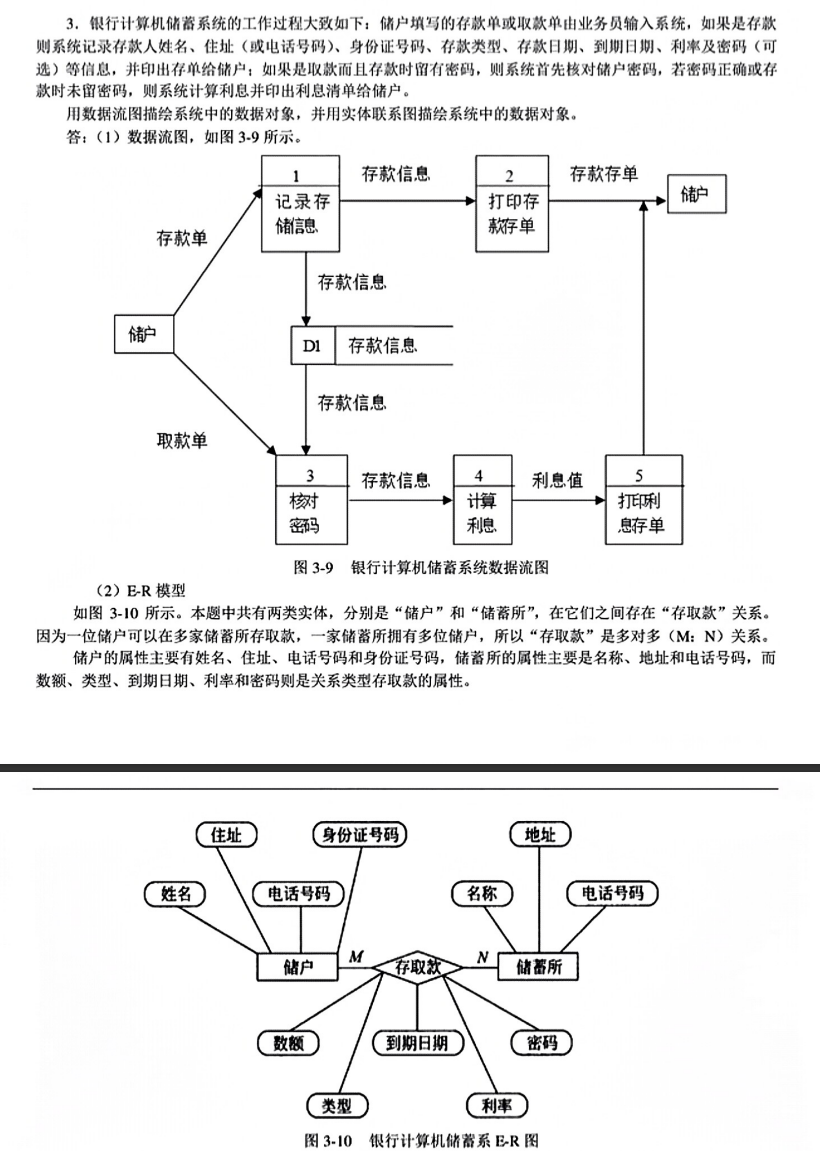 3．银行计算机储蓄系统的工作过程大致如下：储户填写的存款单或取款单由业务员输入系统，如果是存款
则系统记录存款人姓名、住址（或电话号码）、身份证号码、存款类型、存款日期、到期日期、利率及密码（可
选）等信息，并印出存单给储户；如果是取款而且存款时留有密码，则系统首先核对储户密码，若密码正确或存
款时未留密码，则系统计算利息并印出利息清单给储户。
用数据流图描绘系统中的数据对象，并用实体联系图描绘系统中的数据对象。
答：（1）数据流图，如图 3-9 所示。
1
记录存
储信息
存款信息
2
打印存
款存单
存款存单
储户
存款单
存款信息
储户
D1
存款信息
存款信息
取款单
3
核对
密码
存款信息
4
计算
利息
利息值
5
打印利
息存单
图 3-9 银行计算机储蓄系统数据流图
（2）E-R 模型
如图 3-10 所示。本题中共有两类实体，分别是“储户”和“储蓄所”，在它们之间存在“存取款”关系。
因为一位储户可以在多家储蓄所存取款，一家储蓄所拥有多位储户，所以“存取款”是多对多（M：N）关系。
储户的属性主要有姓名、住址、电话号码和身份证号码，储蓄所的属性主要是名称、地址和电话号码，而
数额、类型、到期日期、利率和密码则是关系类型存取款的属性。
住址
身份证号码
地址
姓名
电话号码
名称
电话号码
储户
M
存取款
N
储蓄所
数额
到期日期
密码
类型
利率
图 3-10 银行计算机储蓄系 E-R 图